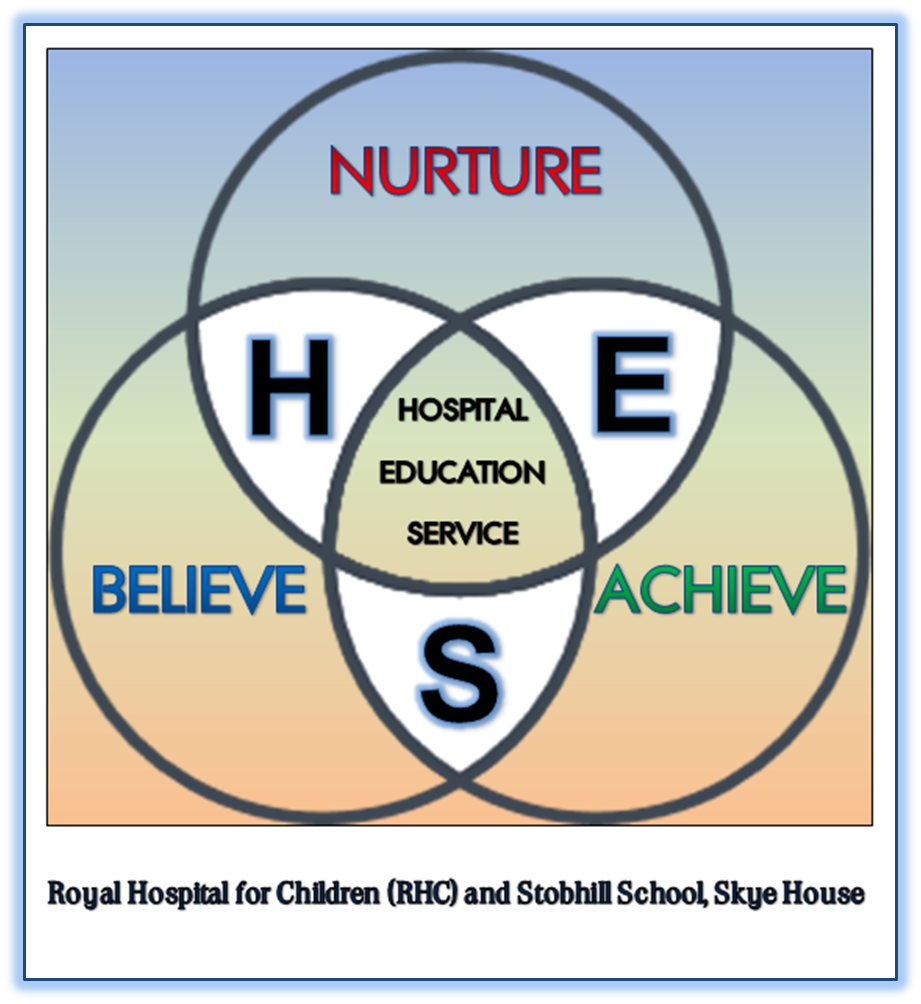 NURTURE
H
E
HOSPITAL
EDUCATION
SERVICE
BELIEVE
ACHIEVE
S
Royal Hospital for Children (RHC) and Stobhill School, Skye House